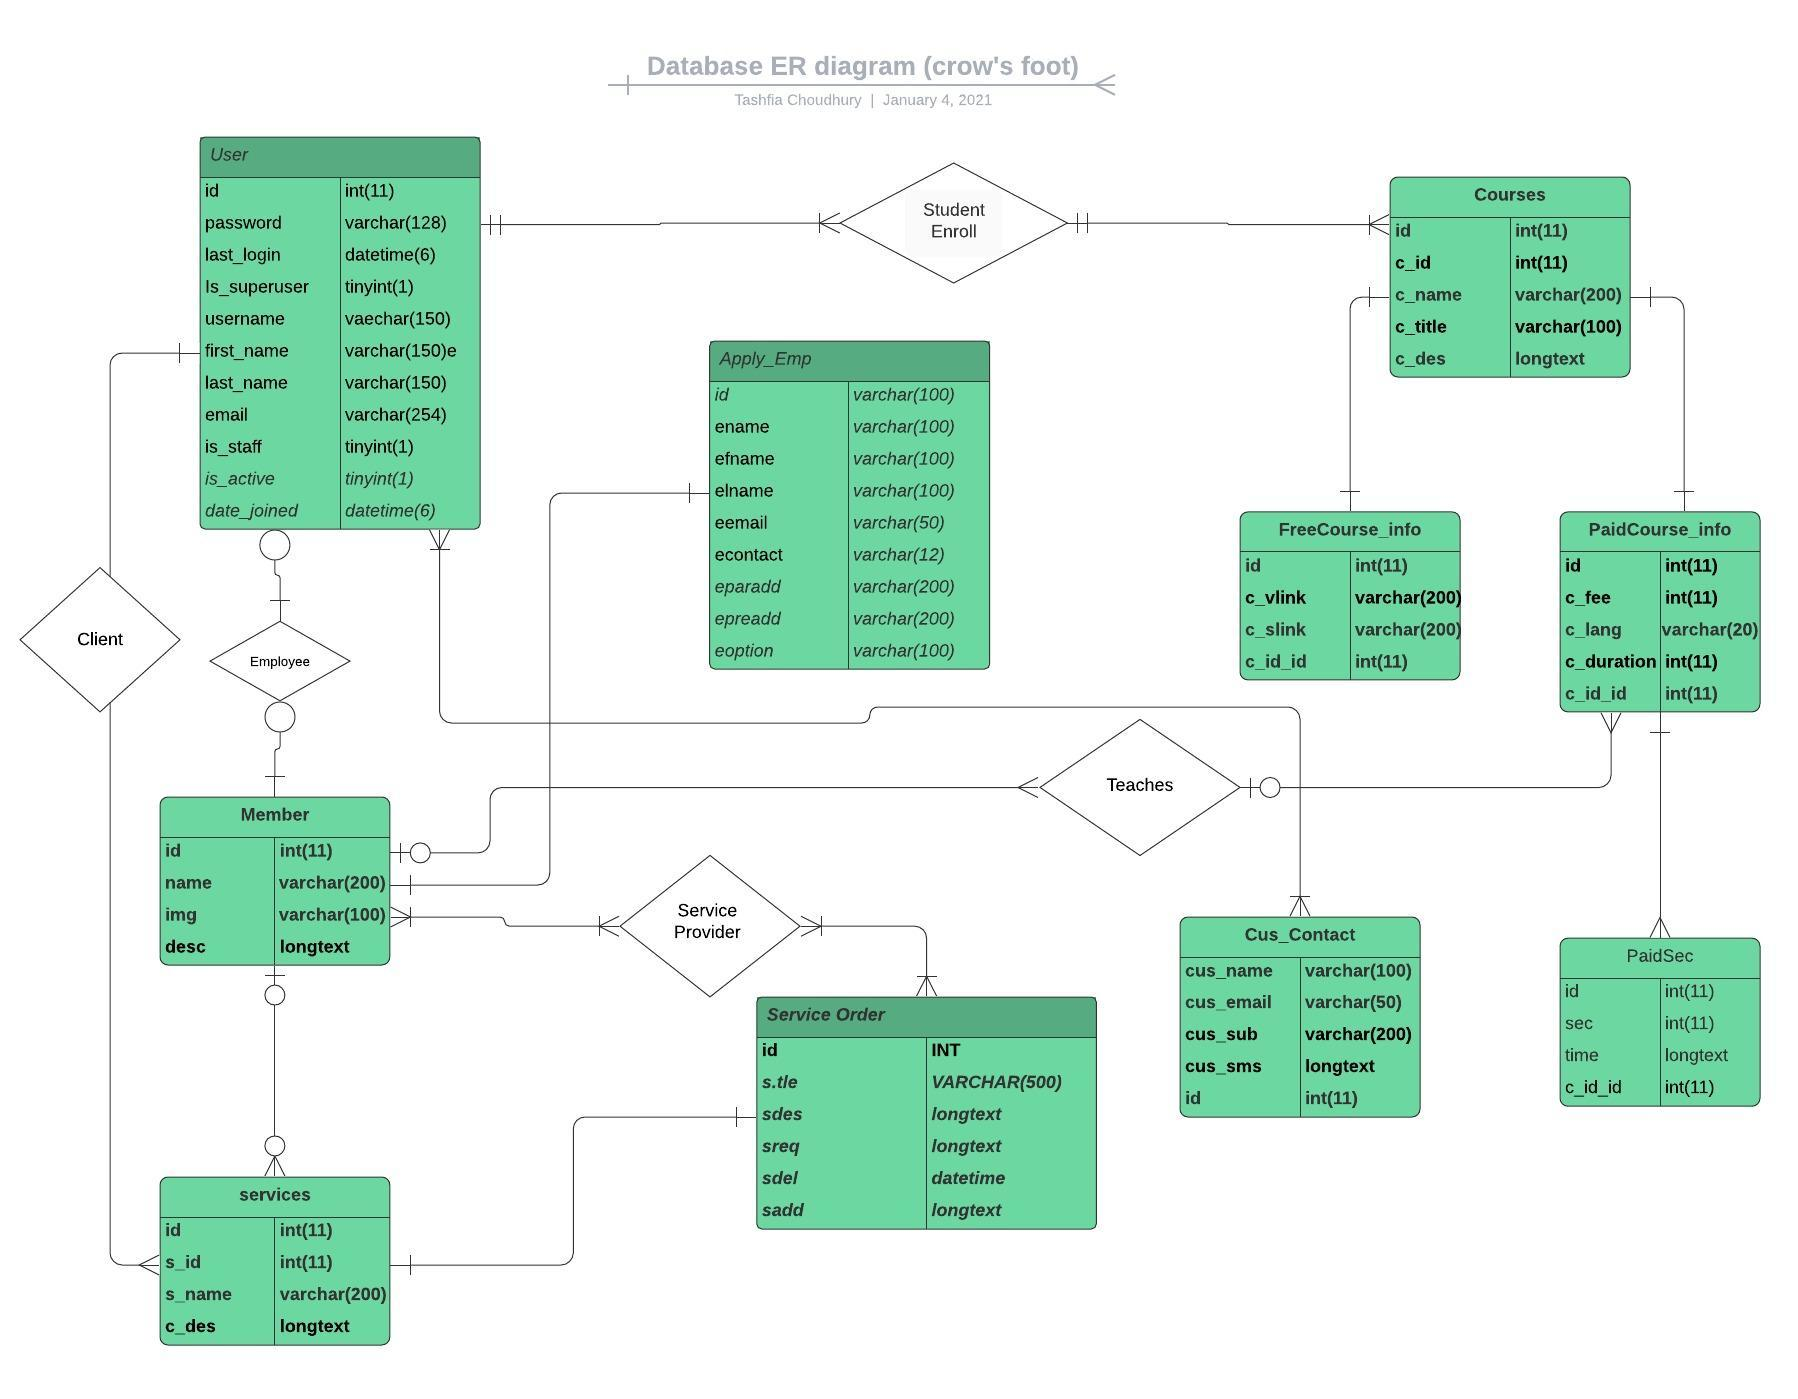 Database ER diagram (crow's foot)
Tashfia Choudhury | January 4, 2021
User
id int(11)
password varchar(128)
last_login datetime(6)
Is_superuser tinyint(1)
username vaechar(150)
first_name varchar(150)e
last_name varchar(150)
email varchar(254)
is_staff tinyint(1)
is_active tinyint(1)
date_joined datetime(6)
Student
Enroll
Courses
id int(11)
c_id int(11)
c_name varchar(200)
c_title varchar(100)
c_des longtext
Apply_Emp
id varchar(100)
ename varchar(100)
efname varchar(100)
elname varchar(100)
eemail varchar(50)
econtact varchar(12)
eparadd varchar(200)
epreadd varchar(200)
eoption varchar(100)
FreeCourse_info
id int(11)
c_vlink varchar(200)
c_slink varchar(200)
c_id_id int(11)
PaidCourse_info
id int(11)
c_fee int(11)
c_lang varchar(20)
c_duration int(11)
c_id_id int(11)
Client
Employee
Teaches
Member
id int(11)
name varchar(200)
img varchar(100)
desc longtext
Service
Provider
Service Order
id INT
s.tle VARCHAR(500)
sdes longtext
sreq longtext
sdel datetime
sadd longtext
Cus_Contact
cus_name varchar(100)
cus_email varchar(50)
cus_sub varchar(200)
cus_sms longtext
id int(11)
PaidSec
id int(11)
sec int(11)
time longtext
c_id_id int(11)
services
id int(11)
s_id int(11)
s_name varchar(200)
c_des longtext